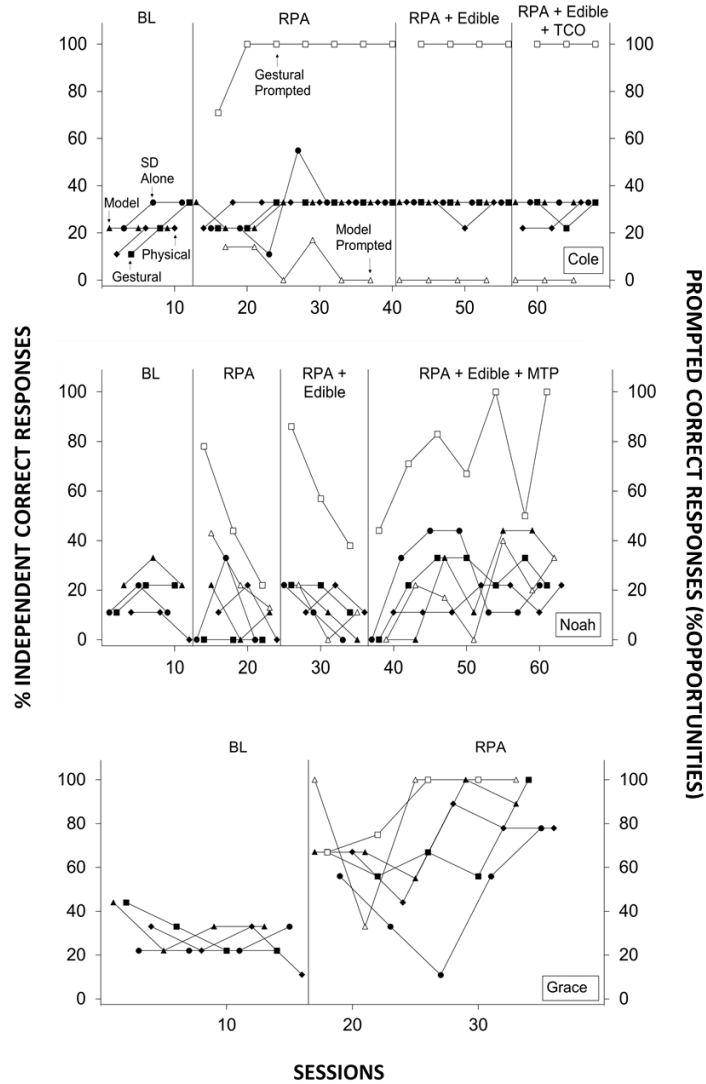 BL RPA RPA + Edible RPA + Edible
+ TCO
100 100
Gestural
Prompted
80 80
60 60
SD
Alone
40 40
Model
Model
Prompted
20 20
Physical
Gestural
Cole
0 0
10 20 30 40 50 60
% INDEPENDENT CORRECT RESPONSES
PROMPTED CORRECT RESPONSES (%OPPORTUNITIES)
BL RPA RPA +
Edible
RPA + Edible + MTP
100 100
80 80
60 60
40 40
20 20
Noah
0 0
10 20 30 40 50 60
BL RPA
100 100
80 80
60 60
40 40
20 20
Grace
0 0
10 20 30
SESSIONS